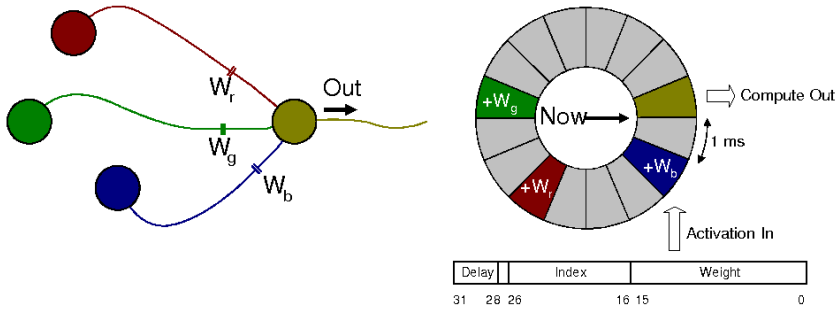 Out
Wr
Wg
Wb
+Wg
Now
Compute Out
1 ms
+Wb
+Wr
Activation In
Delay Index Weight
31 28 26 16 15 0